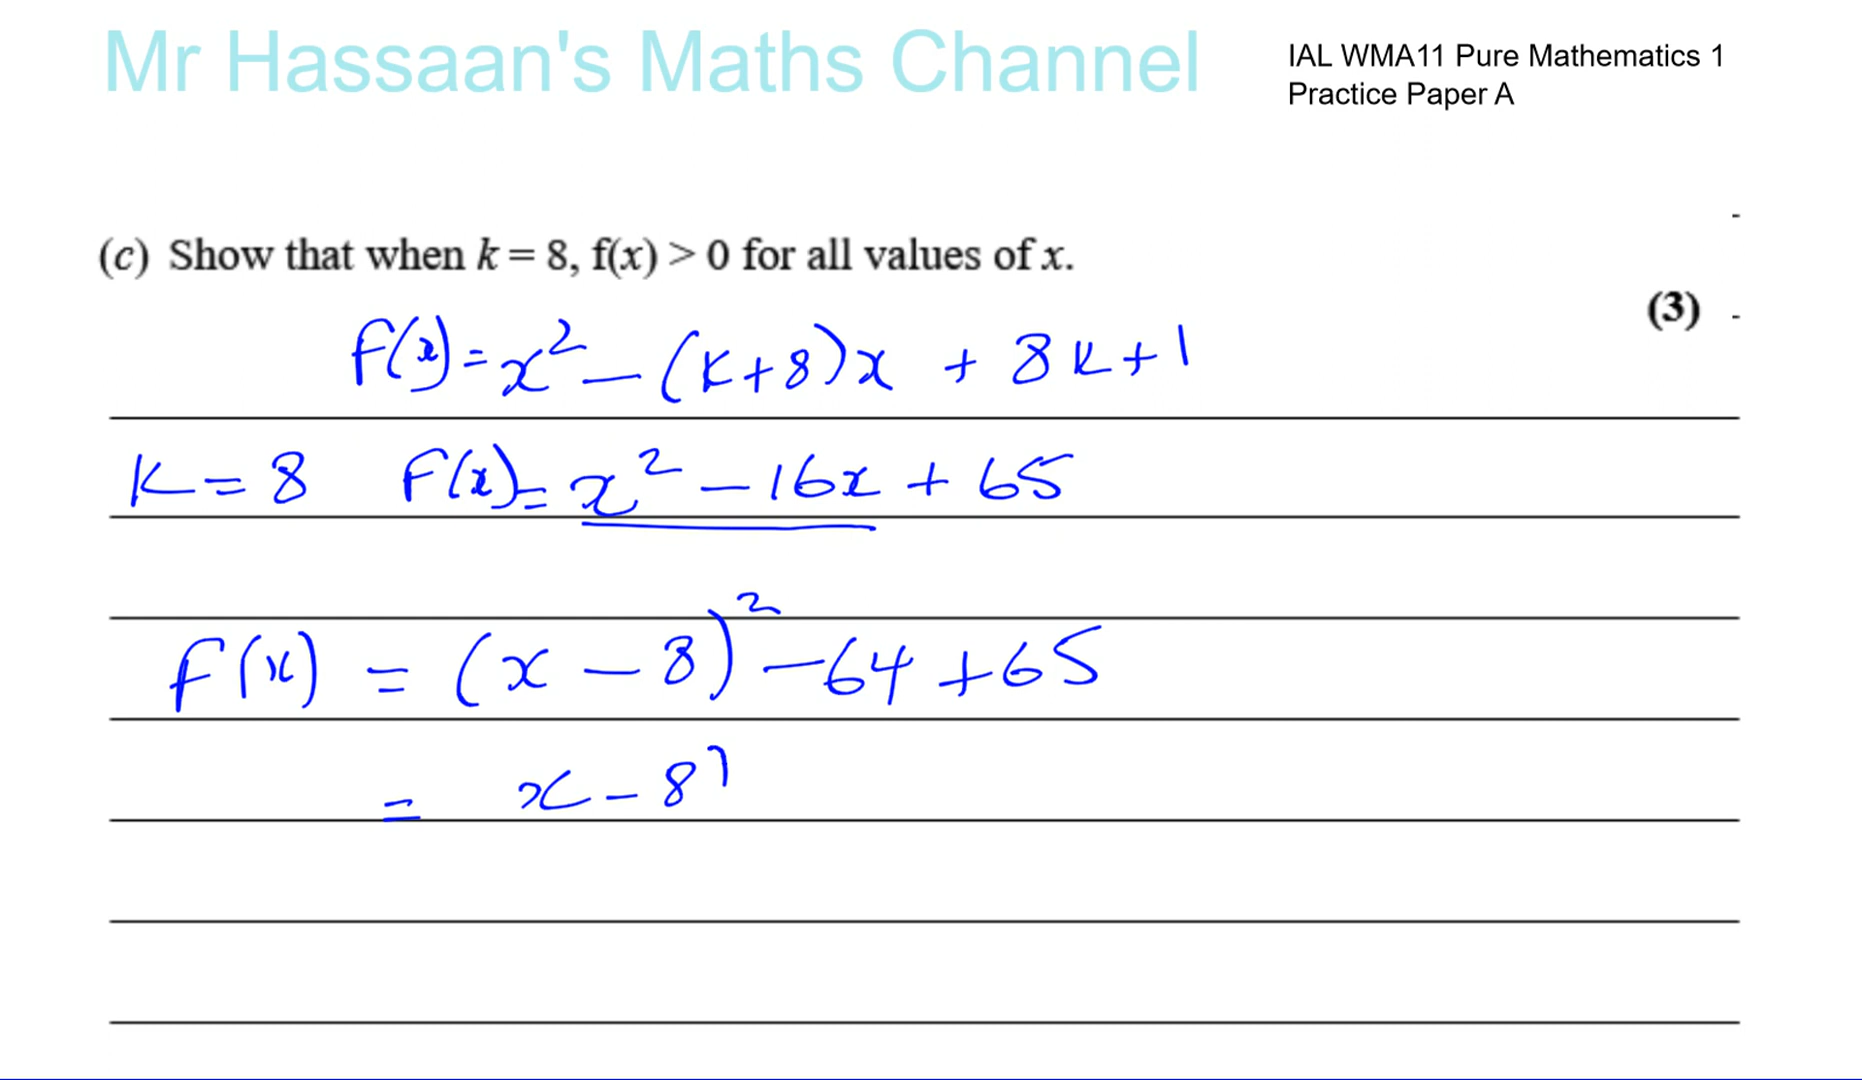 Mr Hassaan's Maths Channel
IAL WMA11 Pure Mathematics 1
Practice Paper A
(c) Show that when k = 8, f(x) > 0 for all values of x.
(3)
f(x) = x² - (k+8)x + 8k+1
k = 8 f(x) = x² - 16x + 65
f(x) = (x - 8)² - 64 + 65
= x - 8)